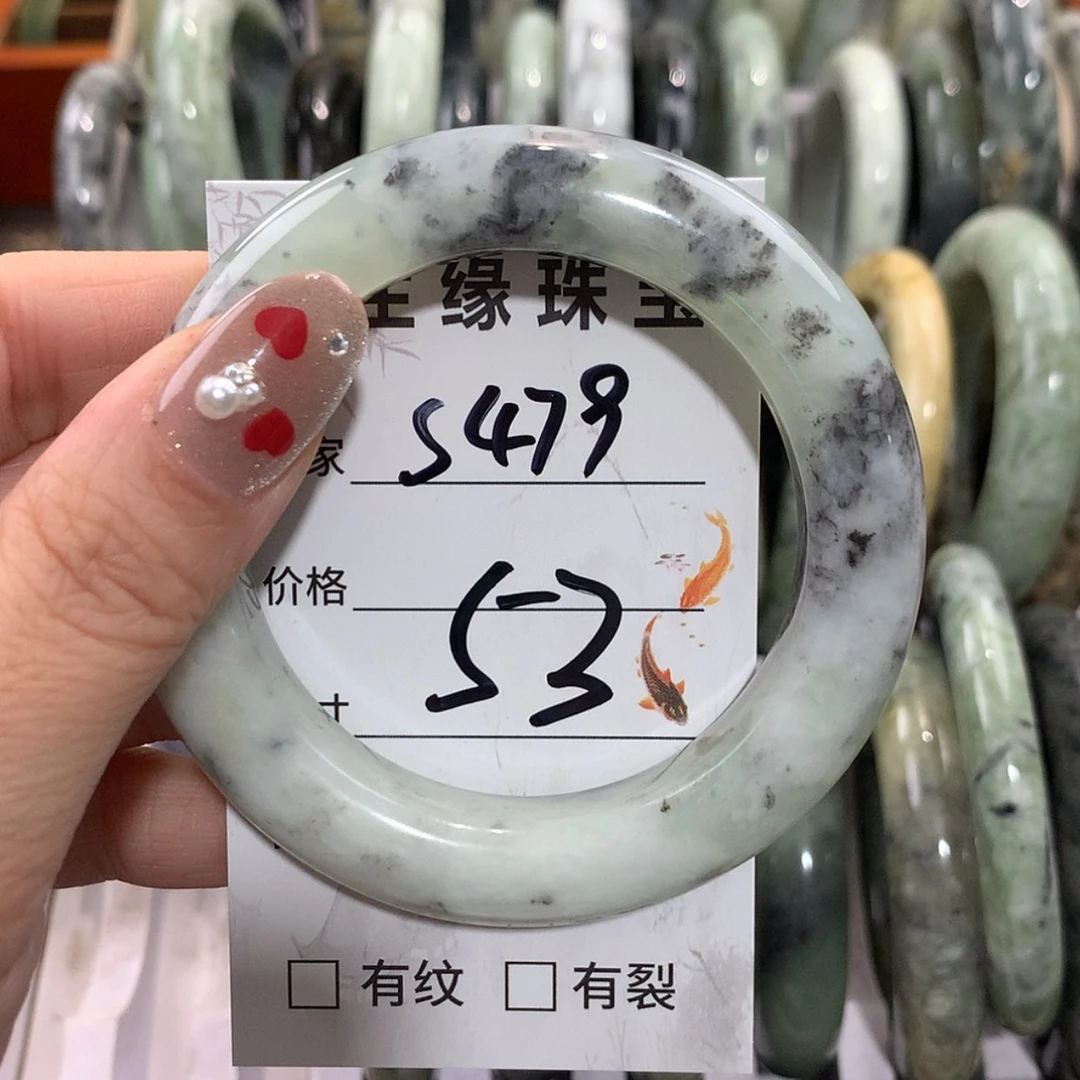 缘珠宝
家 S479
价格 53
寸
□ 有纹 □ 有裂